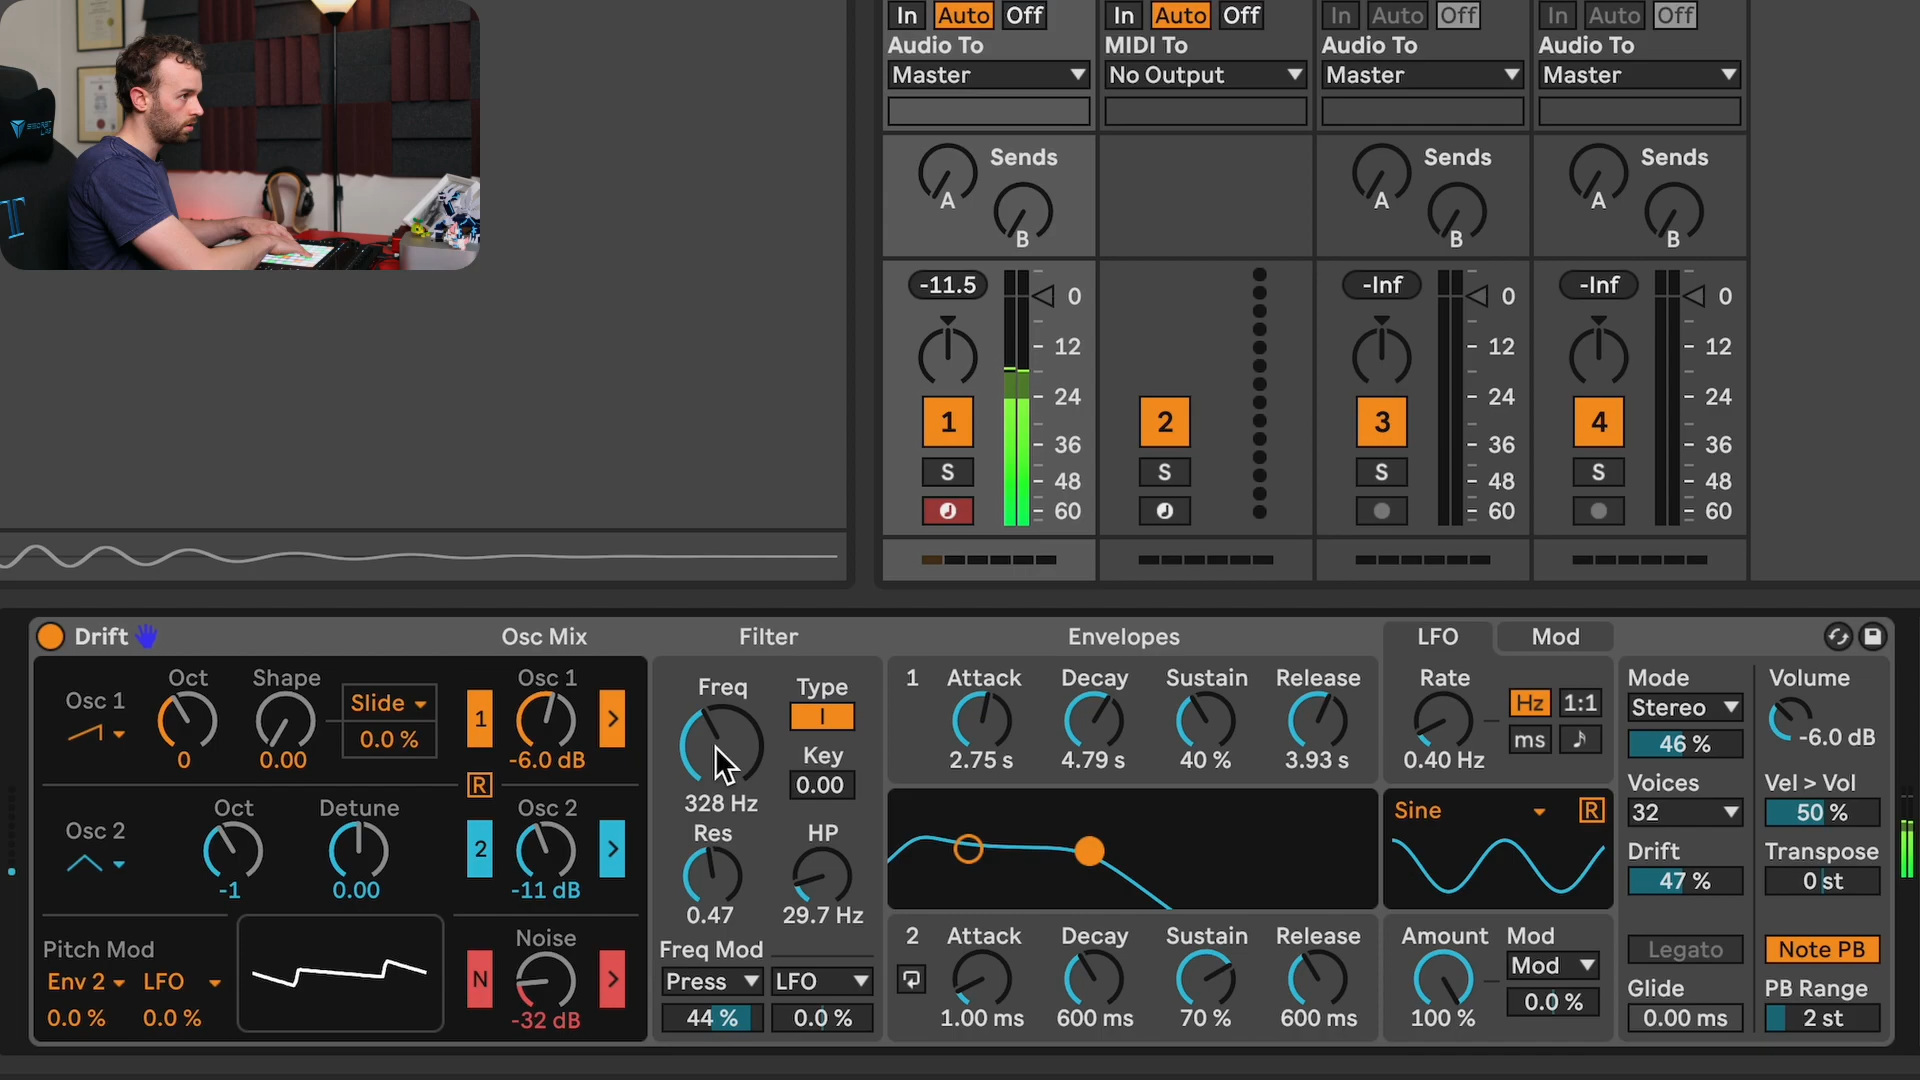 In Auto Off In Auto Off In Auto Off In Auto Off
Audio To MIDI To Audio To Audio To
Master No Output Master Master
Sends Sends Sends
A A A
B B B
-11.5 0 -Inf 0 -Inf 0
12 12 12
24 24 24
1 2 3 4
36 36 36
S 48 S S 48 S 48
60 60 60
Drift Osc Mix Filter Envelopes LFO Mod
Oct Shape Osc 1 Freq Type 1 Attack Decay Sustain Release Rate Mode Volume
Osc 1 Slide 1 I Hz 1:1 Stereo
0.0 % Key ms 46 % -6.0 dB
0 0.00 -6.0 dB 0.00 2.75 s 4.79 s 40 % 3.93 s 0.40 Hz
R 328 Hz Voices Vel > Vol
Oct Detune Osc 2 Res HP Sine R 32 50 %
Osc 2 2 Drift Transpose
-1 0.00 -11 dB 0.47 29.7 Hz 47 % 0 st
Pitch Mod Noise Freq Mod 2 Attack Decay Sustain Release Amount Mod Legato Note PB
Env 2 LFO N Press LFO Mod Glide PB Range
0.0 % 0.0 % -32 dB 44 % 0.0 % 1.00 ms 600 ms 70 % 600 ms 100 % 0.0 % 0.00 ms 2 st